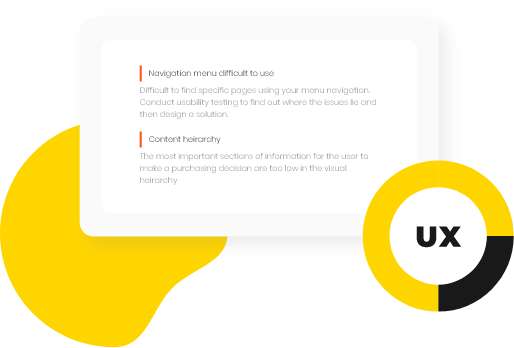 Navigation menu difficult to use
Difficult to find specific pages using your menu navigation.
Conduct usability testing to find out where the issues lie and
then design a solution.
Content heirarchy
The most important sections of information for the user to
make a purchasing decision are too low in the visual
heirarchy
UX